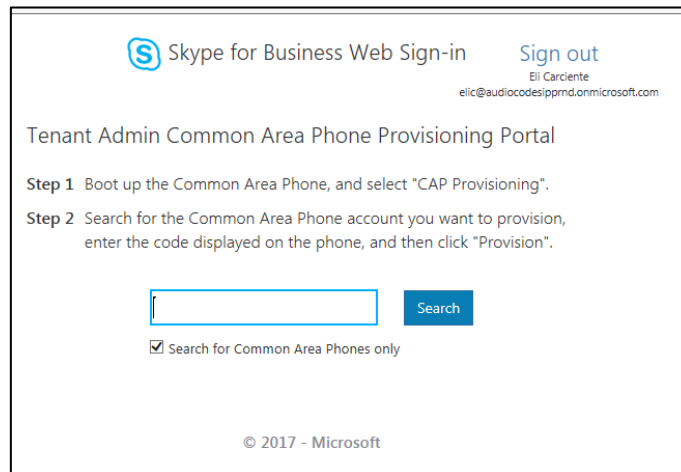 Skype for Business Web Sign-in
Sign out
Eli Carciente
elic@audiocodesipprnd.onmicrosoft.com
Tenant Admin Common Area Phone Provisioning Portal
Step 1 Boot up the Common Area Phone, and select "CAP Provisioning".
Step 2 Search for the Common Area Phone account you want to provision,
enter the code displayed on the phone, and then click "Provision".
Search
Search for Common Area Phones only
© 2017 - Microsoft